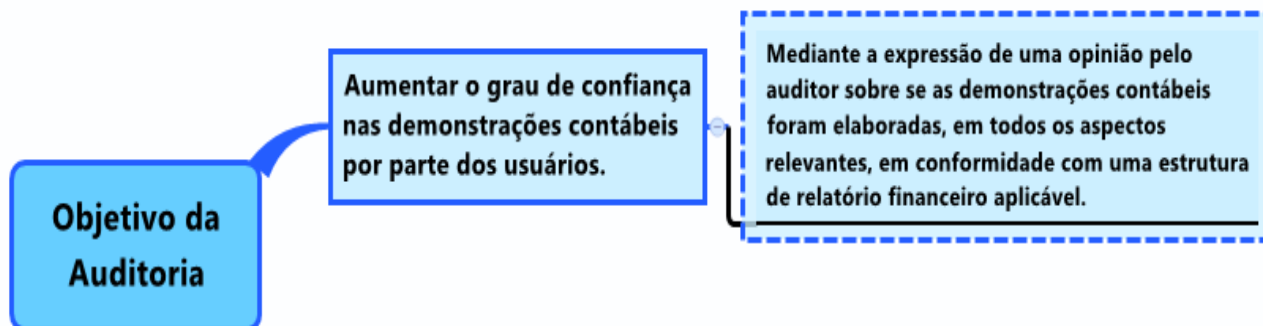 Objetivo da
Auditoria
Aumentar o grau de confiança
nas demonstrações contábeis
por parte dos usuários.
Mediante a expressão de uma opinião pelo
auditor sobre se as demonstrações contábeis
foram elaboradas, em todos os aspectos
relevantes, em conformidade com uma estrutura
de relatório financeiro aplicável.